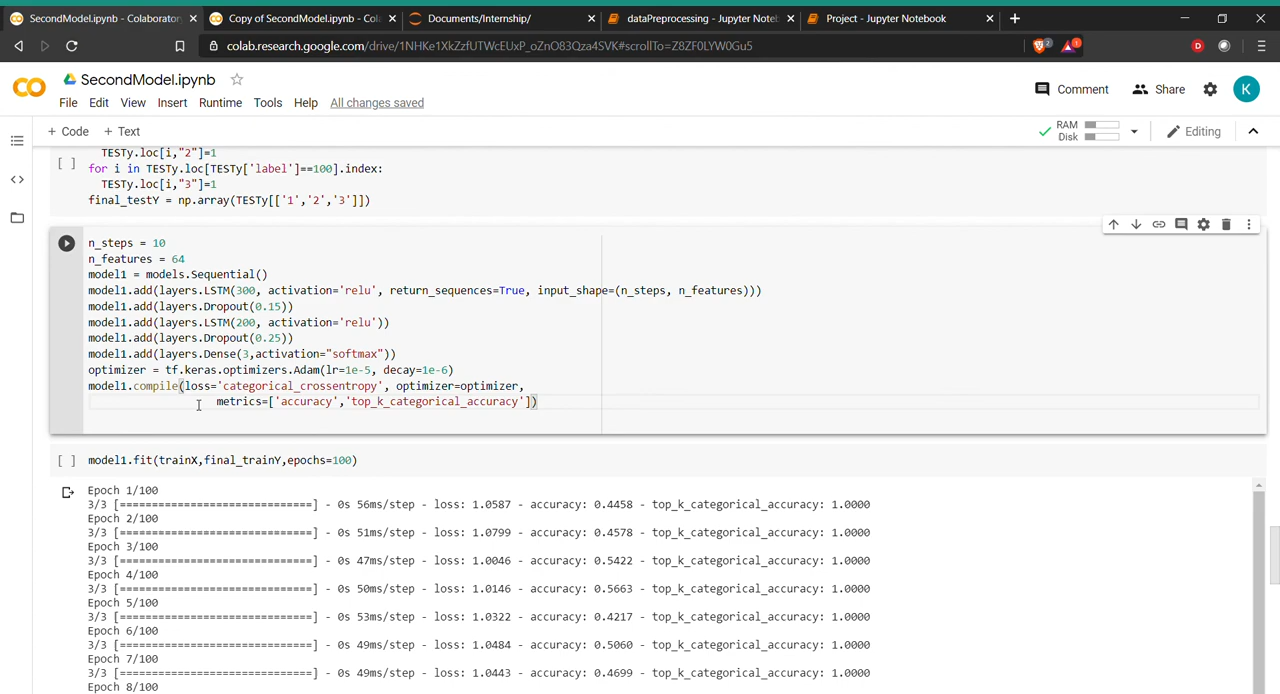 SecondModel.ipynb - Colaboratory
Copy of SecondModel.ipynb - Col
Documents/Internship/
dataPreprocessing - Jupyter Note
Project - Jupyter Notebook
colab.research.google.com/drive/1NHKe1XkZzfUTWcEUxP_oZnO83Qza4SVK#scrollTo=Z8ZF0LYW0Gu5
2
1
D
SecondModel.ipynb
Comment
Share
K
File Edit View Insert Runtime Tools Help All changes saved
+ Code + Text
RAM
Disk
Editing
TESTy.loc[i,"2"]=1
[ ] for i in TESTy.loc[TESTy['label']==100].index:
TESTy.loc[i,"3"]=1
final_testY = np.array(TESTy[['1','2','3']])
n_steps = 10
n_features = 64
model1 = models.Sequential()
model1.add(layers.LSTM(300, activation='relu', return_sequences=True, input_shape=(n_steps, n_features)))
model1.add(layers.Dropout(0.15))
model1.add(layers.LSTM(200, activation='relu'))
model1.add(layers.Dropout(0.25))
model1.add(layers.Dense(3,activation="softmax"))
optimizer = tf.keras.optimizers.Adam(lr=1e-5, decay=1e-6)
model1.compile(loss='categorical_crossentropy', optimizer=optimizer,
metrics=['accuracy','top_k_categorical_accuracy'])
[ ] model1.fit(trainX,final_trainY,epochs=100)
Epoch 1/100
3/3 [==============================] - 0s 56ms/step - loss: 1.0587 - accuracy: 0.4458 - top_k_categorical_accuracy: 1.0000
Epoch 2/100
3/3 [==============================] - 0s 51ms/step - loss: 1.0799 - accuracy: 0.4578 - top_k_categorical_accuracy: 1.0000
Epoch 3/100
3/3 [==============================] - 0s 47ms/step - loss: 1.0046 - accuracy: 0.5422 - top_k_categorical_accuracy: 1.0000
Epoch 4/100
3/3 [==============================] - 0s 50ms/step - loss: 1.0146 - accuracy: 0.5663 - top_k_categorical_accuracy: 1.0000
Epoch 5/100
3/3 [==============================] - 0s 53ms/step - loss: 1.0322 - accuracy: 0.4217 - top_k_categorical_accuracy: 1.0000
Epoch 6/100
3/3 [==============================] - 0s 49ms/step - loss: 1.0484 - accuracy: 0.5060 - top_k_categorical_accuracy: 1.0000
Epoch 7/100
3/3 [==============================] - 0s 49ms/step - loss: 1.0443 - accuracy: 0.4699 - top_k_categorical_accuracy: 1.0000
Epoch 8/100